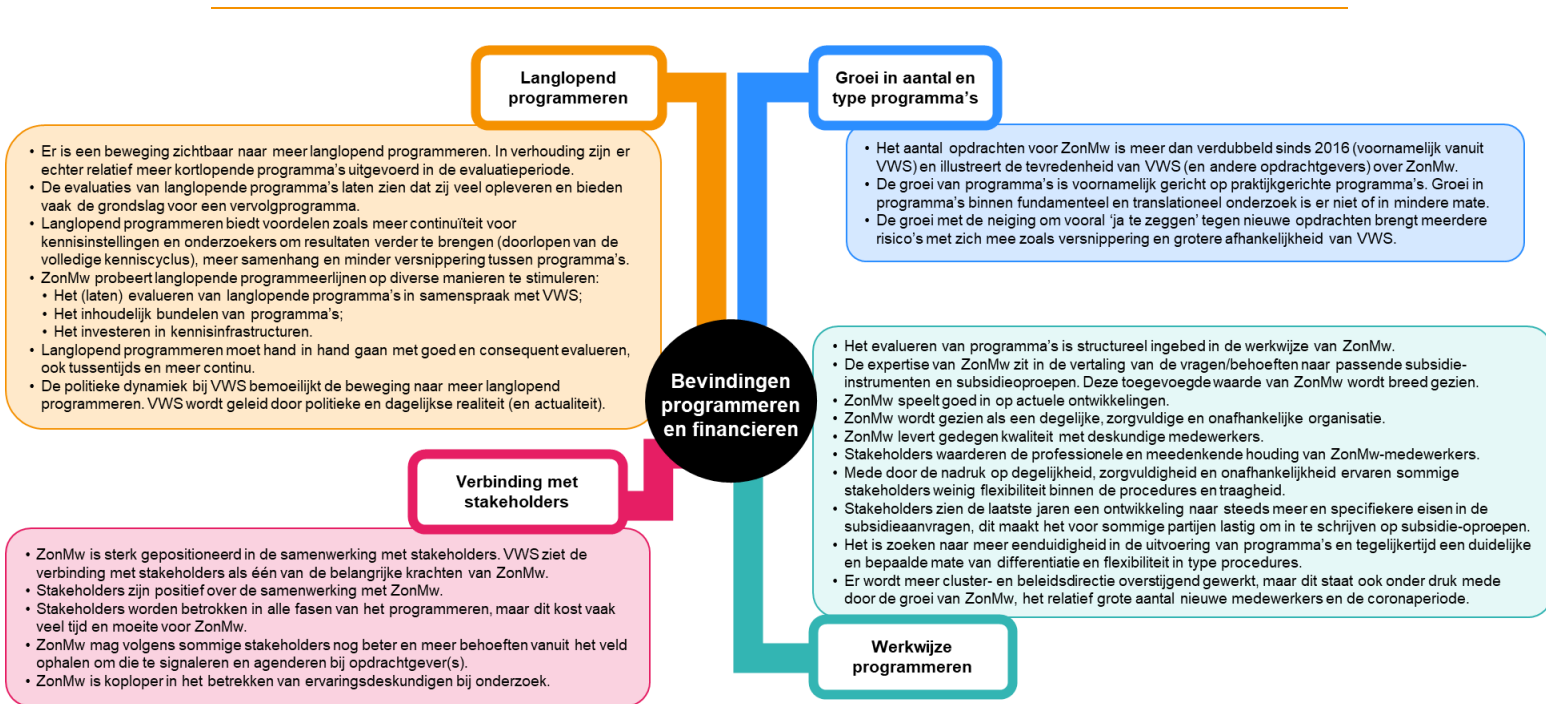 Langlopend
programmeren
• Er is een beweging zichtbaar naar meer langlopend programmeren. In verhouding zijn er
echter relatief meer kortlopende programma's uitgevoerd in de evaluatieperiode.
• De evaluaties van langlopende programma's laten zien dat zij veel opleveren en bieden
vaak de grondslag voor een vervolgprogramma.
• Langlopend programmeren biedt voordelen zoals meer continuïteit voor
kennisinstellingen en onderzoekers om resultaten verder te brengen (doorlopen van de
volledige kenniscyclus), meer samenhang en minder versnippering tussen programma's.
• ZonMw probeert langlopende programmeerlijnen op diverse manieren te stimuleren:
• Het (laten) evalueren van langlopende programma's in samenspraak met VWS;
• Het inhoudelijk bundelen van programma's;
• Het investeren in kennisinfrastructuren.
• Langlopend programmeren moet hand in hand gaan met goed en consequent evalueren,
ook tussentijds en meer continu.
• De politieke dynamiek bij VWS bemoeilijkt de beweging naar meer langlopend
programmeren. VWS wordt geleid door politieke en dagelijkse realiteit (en actualiteit).
Groei in aantal en
type programma's
• Het aantal opdrachten voor ZonMw is meer dan verdubbeld sinds 2016 (voornamelijk vanuit
VWS) en illustreert de tevredenheid van VWS (en andere opdrachtgevers) over ZonMw.
• De groei van programma's is voornamelijk gericht op praktijkgerichte programma's. Groei in
programma's binnen fundamenteel en translationeel onderzoek is er niet of in mindere mate.
• De groei met de neiging om vooral 'ja te zeggen' tegen nieuwe opdrachten brengt meerdere
risico's met zich mee zoals versnippering en grotere afhankelijkheid van VWS.
Bevindingen
programmeren
en financieren
Verbinding met
stakeholders
• ZonMw is sterk gepositioneerd in de samenwerking met stakeholders. VWS ziet de
verbinding met stakeholders als één van de belangrijke krachten van ZonMw.
• Stakeholders zijn positief over de samenwerking met ZonMw.
• Stakeholders worden betrokken in alle fasen van het programmeren, maar dit kost vaak
veel tijd en moeite voor ZonMw.
• ZonMw mag volgens sommige stakeholders nog beter en meer behoeften vanuit het veld
ophalen om die te signaleren en agenderen bij opdrachtgever(s).
• ZonMw is koploper in het betrekken van ervaringsdeskundigen bij onderzoek.
• Het evalueren van programma's is structureel ingebed in de werkwijze van ZonMw.
• De expertise van ZonMw zit in de vertaling van de vragen/behoeften naar passende subsidie-
instrumenten en subsidieoproepen. Deze toegevoegde waarde van ZonMw wordt breed gezien.
• ZonMw speelt goed in op actuele ontwikkelingen.
• ZonMw wordt gezien als een degelijke, zorgvuldige en onafhankelijke organisatie.
• ZonMw levert gedegen kwaliteit met deskundige medewerkers.
• Stakeholders waarderen de professionele en meedenkende houding van ZonMw-medewerkers.
• Mede door de nadruk op degelijkheid, zorgvuldigheid en onafhankelijkheid ervaren sommige
stakeholders weinig flexibiliteit binnen de procedures en traagheid.
• Stakeholders zien de laatste jaren een ontwikkeling naar steeds meer en specifiekere eisen in de
subsidieaanvragen, dit maakt het voor sommige partijen lastig om in te schrijven op subsidie-oproepen.
• Het is zoeken naar meer eenduidigheid in de uitvoering van programma's en tegelijkertijd een duidelijke
en bepaalde mate van differentiatie en flexibiliteit in type procedures.
• Er wordt meer cluster- en beleidsdirectie overstijgend gewerkt, maar dit staat ook onder druk mede
door de groei van ZonMw, het relatief grote aantal nieuwe medewerkers en de coronaperiode.
Werkwijze
programmeren